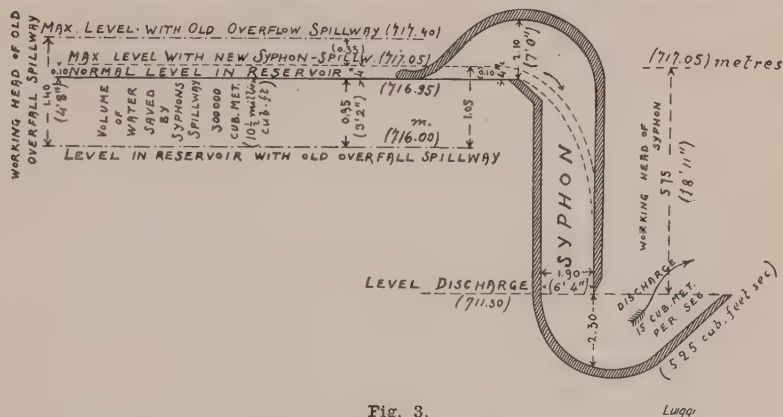 WORKING HEAD OF OLD
OVERFALL SPILLWAY
1.40
(4'8")
MAX. LEVEL. WITH OLD OVERFLOW SPILLWAY (717.40)
(0.35)
MAX LEVEL WITH NEW SYPHON-SPILLW. (717.05)
0.10
4"
NORMAL LEVEL IN RESERVOIR
(716.95)
VOLUME
OF
WATER
SAVED
BY
SYPHONS
SPILLWAY
300000
CUB. MET.
(10½ million
cub. ft)
0.95
(3'2")
m.
(716.00)
1.05
LEVEL IN RESERVOIR WITH OLD OVERFALL SPILLWAY
2.10
(7'0")
0.10
4"
(717.05) metres
SYPHON
WORKING HEAD OF
SYPHON
575
(18'11")
LEVEL DISCHARGE
(711.30)
1.90
(6'4")
2.30
DISCHARGE
15 CUB. MET.
PER SEC
(525 cub. feet sec)
Fig. 3.
Luggi